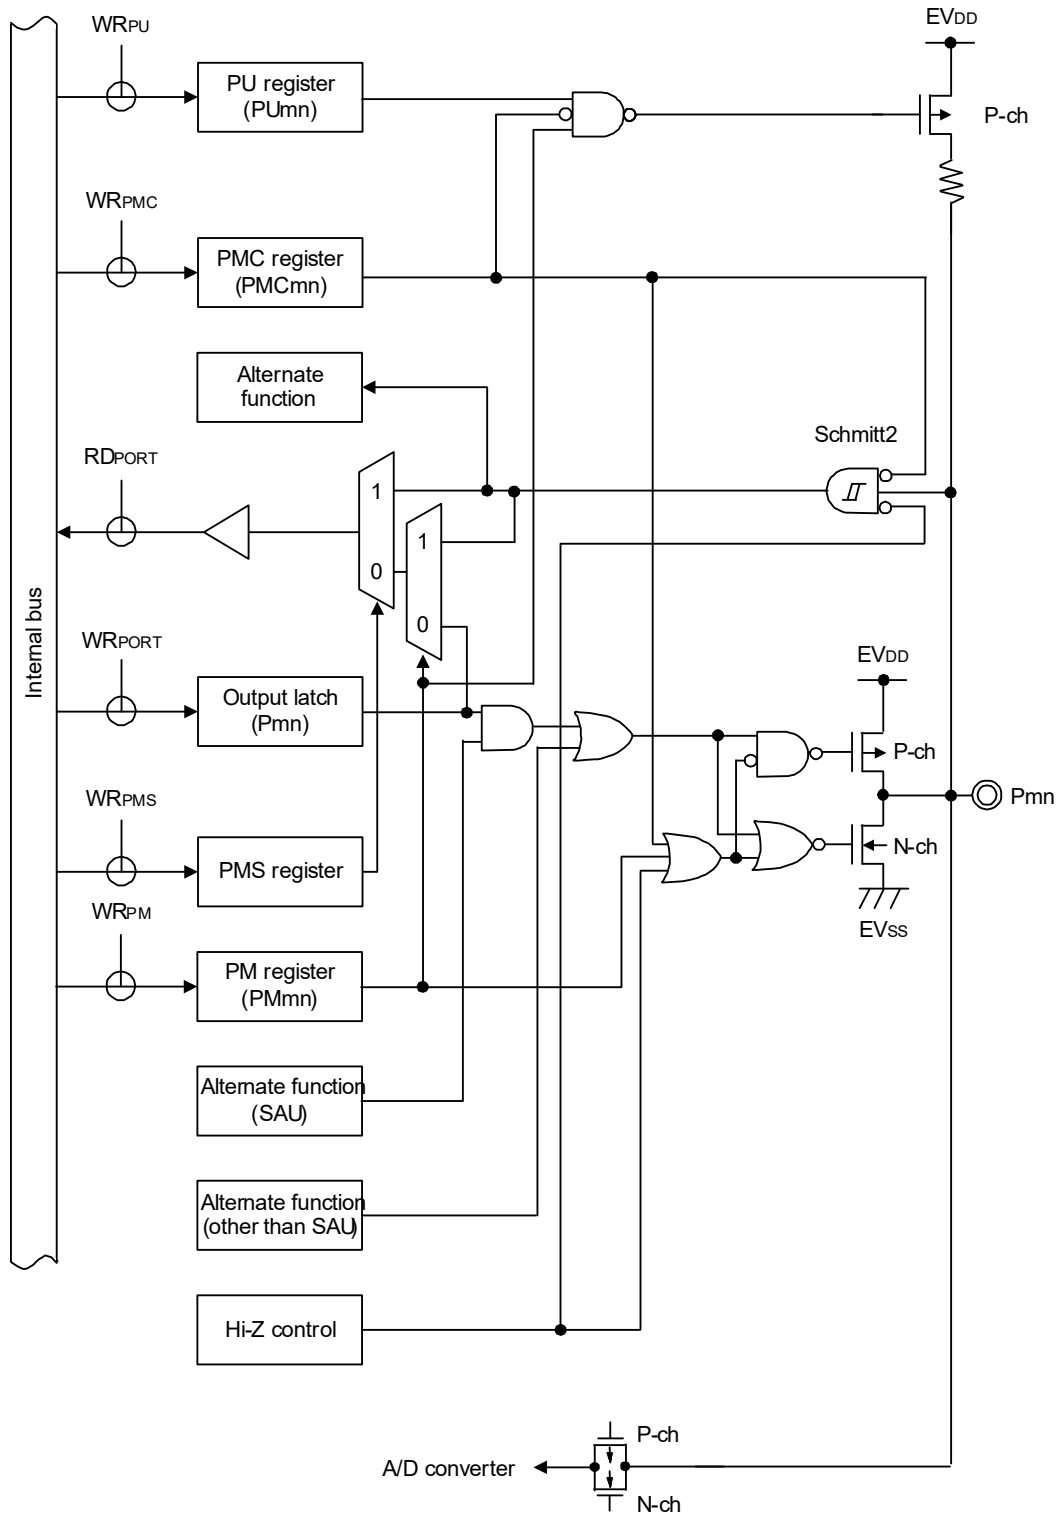 WRPU
EVDD
PU register
(PUmn)
P-ch
WRPMC
PMC register
(PMCmn)
Alternate
function
Schmitt2
RDPORT
1
1
0
0
Internal bus
WRPORT
Output latch
(Pmn)
EVDD
P-ch
Pmn
WRPMS
PMS register
N-ch
WRPM
EVSS
PM register
(PMmn)
Alternate function
(SAU)
Alternate function
(other than SAU)
Hi-Z control
P-ch
A/D converter
N-ch